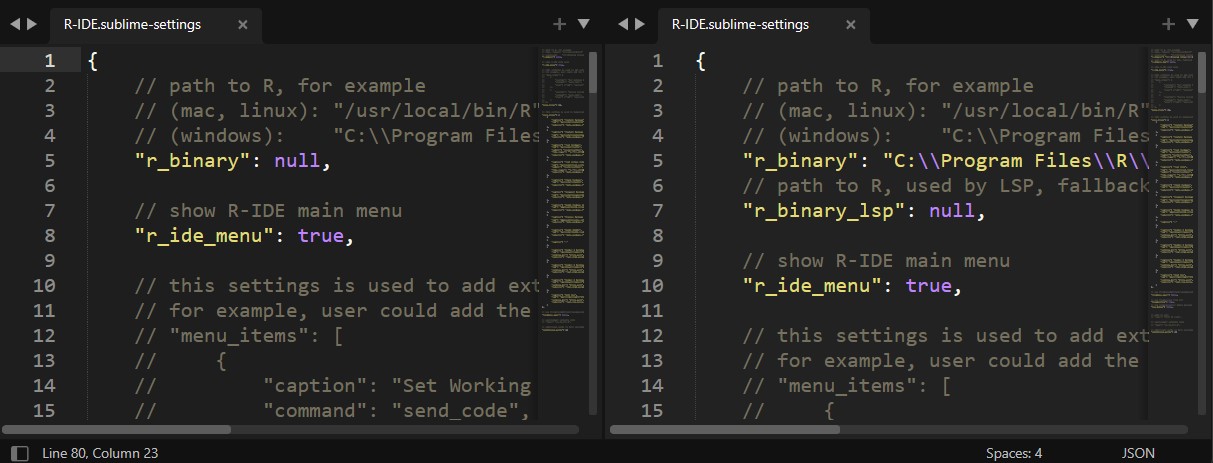 R-IDE.sublime-settings
1 {
2 // path to R, for example
3 // (mac, linux): "/usr/local/bin/R"
4 // (windows):    "C:\\Program Files
5 "r_binary": null,
6
7 // show R-IDE main menu
8 "r_ide_menu": true,
9
10 // this settings is used to add ext
11 // for example, user could add the
12 // "menu_items": [
13 //     {
14 //         "caption": "Set Working
15 //         "command": "send_code",
R-IDE.sublime-settings
1 {
2 // path to R, for example
3 // (mac, linux): "/usr/local/bin/R"
4 // (windows):    "C:\\Program Files
5 "r_binary": "C:\\Program Files\\R\\
6 // path to R, used by LSP, fallback
7 "r_binary_lsp": null,
8
9 // show R-IDE main menu
10 "r_ide_menu": true,
11
12 // this settings is used to add ext
13 // for example, user could add the
14 // "menu_items": [
15 //     {
Line 80, Column 23
Spaces: 4
JSON